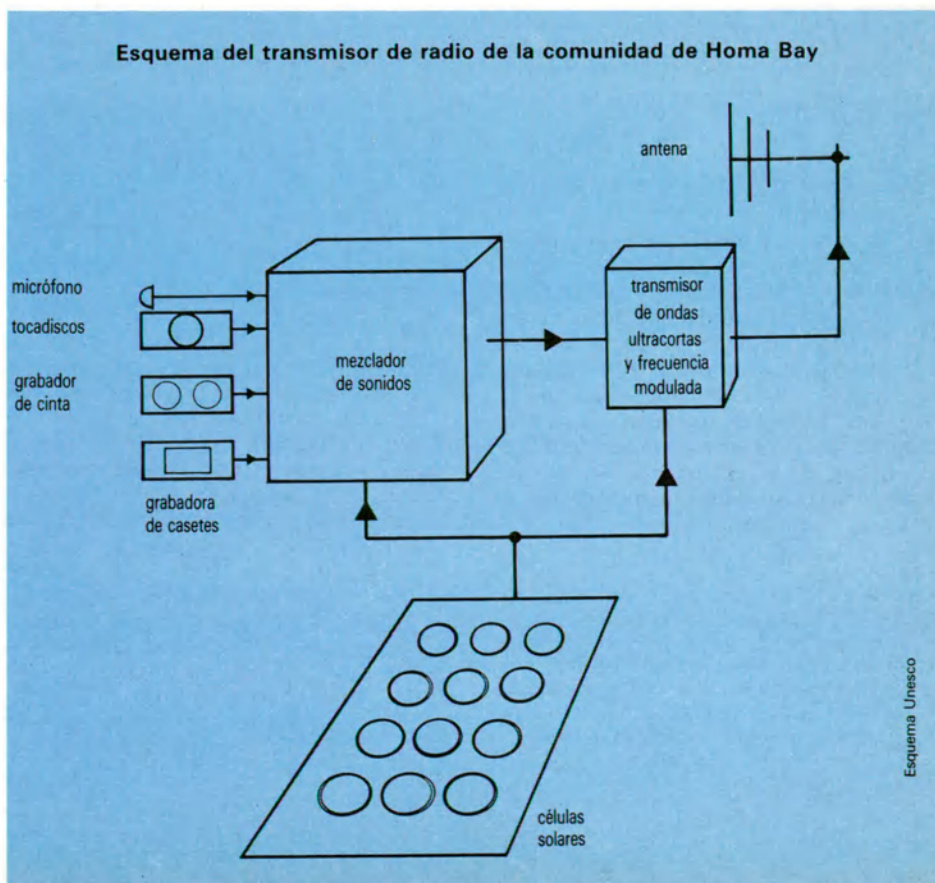 Esquema del transmisor de radio de la comunidad de Homa Bay
antena
micrófono
tocadiscos
grabador
de cinta
grabadora
de casetes
mezclador
de sonidos
transmisor
de ondas
ultracortas
y frecuencia
modulada
células
solares
Esquema Unesco